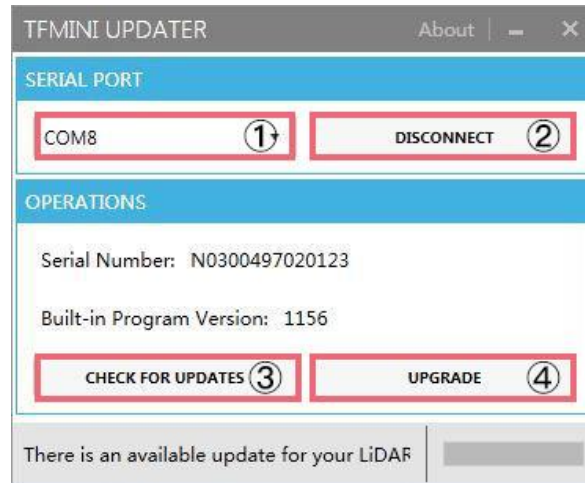 TFMINI UPDATER About
SERIAL PORT
COM8 ① DISCONNECT ②
OPERATIONS
Serial Number: N0300497020123
Built-in Program Version: 1156
CHECK FOR UPDATES ③ UPGRADE ④
There is an available update for your LiDAR